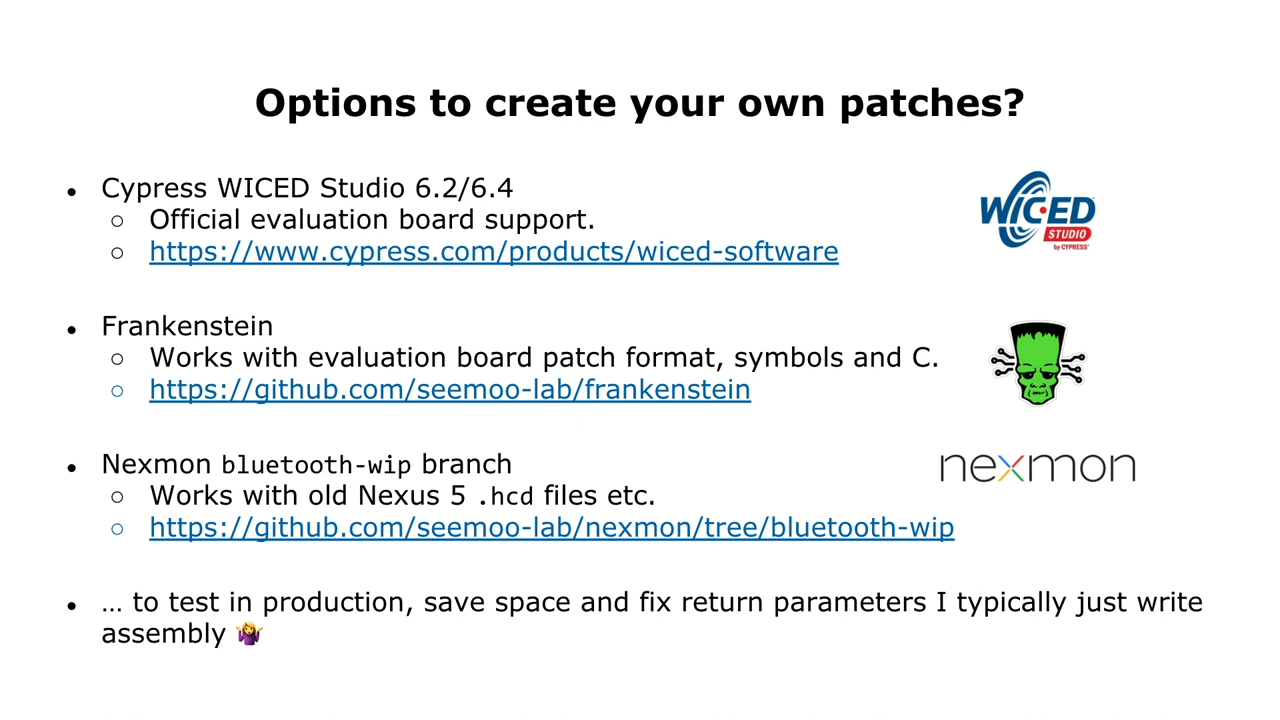 Options to create your own patches?
● Cypress WICED Studio 6.2/6.4
○ Official evaluation board support.
○ https://www.cypress.com/products/wiced-software
WICED
STUDIO
by CYPRESS
● Frankenstein
○ Works with evaluation board patch format, symbols and C.
○ https://github.com/seemoo-lab/frankenstein
● Nexmon bluetooth-wip branch
○ Works with old Nexus 5 .hcd files etc.
○ https://github.com/seemoo-lab/nexmon/tree/bluetooth-wip
nexmon
● … to test in production, save space and fix return parameters I typically just write
assembly 🤷‍♀️